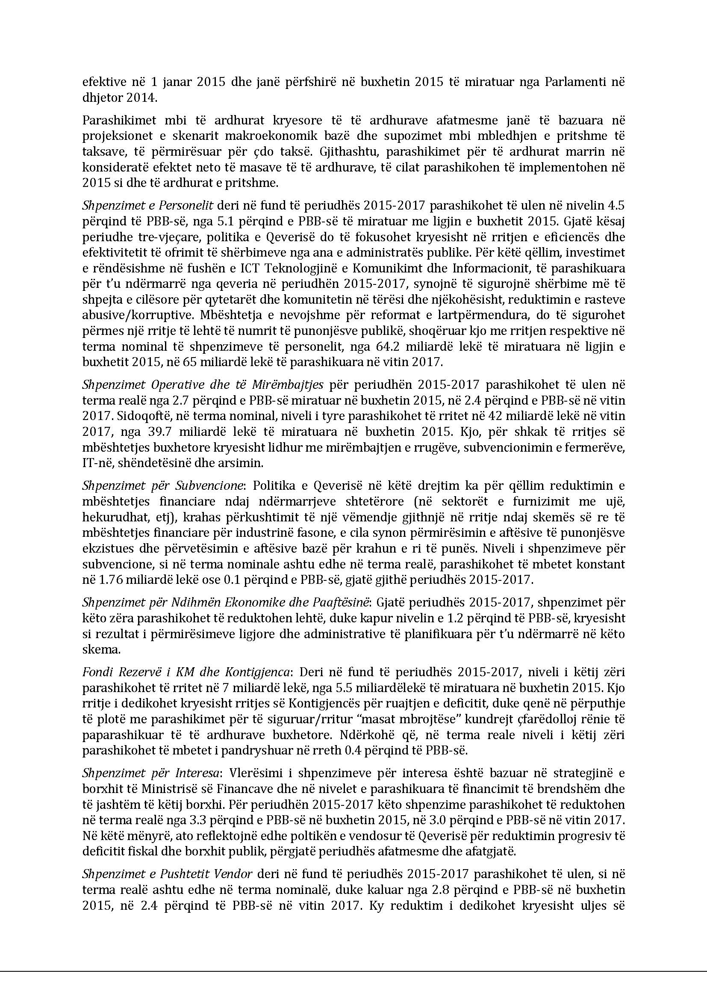 efektive në 1 janar 2015 dhe janë përfshirë në buxhetin 2015 të miratuar nga Parlamenti në
dhjetor 2014.
Parashikimet mbi të ardhurat kryesore të të ardhurave afatmesme janë të bazuara në
projeksionet e skenarit makroekonomik bazë dhe supozimet mbi mbledhjen e pritshme të
taksave, të përmirësuar për çdo taksë. Gjithashtu, parashikimet për të ardhurat marrin në
konsideratë efektet neto të masave të të ardhurave, të cilat parashikohen të implementohen në
2015 si dhe të ardhurat e pritshme.
Shpenzimet e Personelit deri në fund të periudhës 2015-2017 parashikohet të ulen në nivelin 4.5
përqind të PBB-së, nga 5.1 përqind e PBB-së të miratuar me ligjin e buxhetit 2015. Gjatë kësaj
periudhe tre-vjeçare, politika e Qeverisë do të fokusohet kryesisht në rritjen e eficiencës dhe
efektivitetit të ofrimit të shërbimeve nga ana e administratës publike. Për këtë qëllim, investimet
e rëndësishme në fushën e ICT Teknologjinë e Komunikimt dhe Informacionit, të parashikuara
për t’u ndërmarrë nga qeveria në periudhën 2015-2017, synojnë të sigurojnë shërbime më të
shpejta e cilësore për qytetarët dhe komunitetin në tërësi dhe njëkohësisht, reduktimin e rasteve
abusive/korruptive. Mbështetja e nevojshme për reformat e lartpërmendura, do të sigurohet
përmes një rritje të lehtë të numrit të punonjësve publikë, shoqëruar kjo me rritjen respektive në
terma nominal të shpenzimeve të personelit, nga 64.2 miliardë lekë të miratuara në ligjin e
buxhetit 2015, në 65 miliardë lekë të parashikuara në vitin 2017.
Shpenzimet Operative dhe të Mirëmbajtjes për periudhën 2015-2017 parashikohet të ulen në
terma realë nga 2.7 përqind e PBB-së miratuar në buxhetin 2015, në 2.4 përqind e PBB-së në vitin
2017. Sidoqoftë, në terma nominal, niveli i tyre parashikohet të rritet në 42 miliardë lekë në vitin
2017, nga 39.7 miliardë lekë të miratuara në buxhetin 2015. Kjo, për shkak të rritjes së
mbështetjes buxhetore kryesisht lidhur me mirëmbajtjen e rrugëve, subvencionimin e fermerëve,
IT-në, shëndetësinë dhe arsimin.
Shpenzimet për Subvencione: Politika e Qeverisë në këtë drejtim ka për qëllim reduktimin e
mbështetjes financiare ndaj ndërmarrjeve shtetërore (në sektorët e furnizimit me ujë,
hekurudhat, etj), krahas përkushtimit të një vëmendje gjithnjë në rritje ndaj skemës së re të
mbështetjes financiare për industrinë fasone, e cila synon përmirësimin e aftësive të punonjësve
ekzistues dhe përvetësimin e aftësive bazë për krahun e ri të punës. Niveli i shpenzimeve për
subvencione, si në terma nominale ashtu edhe në terma realë, parashikohet të mbetet konstant
në 1.76 miliardë lekë ose 0.1 përqind e PBB-së, gjatë gjithë periudhës 2015-2017.
Shpenzimet për Ndihmën Ekonomike dhe Paaftësinë: Gjatë periudhës 2015-2017, shpenzimet për
këto zëra parashikohet të reduktohen lehtë, duke kapur nivelin e 1.2 përqind të PBB-së, kryesisht
si rezultat i përmirësimeve ligjore dhe administrative të planifikuara për t’u ndërmarrë në këto
skema.
Fondi Rezervë i KM dhe Kontigjenca: Deri në fund të periudhës 2015-2017, niveli i këtij zëri
parashikohet të rritet në 7 miliardë lekë, nga 5.5 miliardëlekë të miratuara në buxhetin 2015. Kjo
rritje i dedikohet kryesisht rritjes së Kontigjencës për ruajtjen e deficitit, duke qenë në përputhje
të plotë me parashikimet për të siguruar/rritur “masat mbrojtëse” kundrejt çfarëdolloj rënie të
paparashikuar të të ardhurave buxhetore. Ndërkohë që, në terma reale niveli i këtij zëri
parashikohet të mbetet i pandryshuar në rreth 0.4 përqind të PBB-së.
Shpenzimet për Interesa: Vlerësimi i shpenzimeve për interesa është bazuar në strategjinë e
borxhit të Ministrisë së Financave dhe në nivelet e parashikuara të financimit të brendshëm dhe
të jashtëm të këtij borxhi. Për periudhën 2015-2017 këto shpenzime parashikohet të reduktohen
në terma realë nga 3.3 përqind e PBB-së në buxhetin 2015, në 3.0 përqind e PBB-së në vitin 2017.
Në këtë mënyrë, ato reflektojnë edhe poltikën e vendosur të Qeverisë për reduktimin progresiv të
deficitit fiskal dhe borxhit publik, përgjatë periudhës afatmesme dhe afatgjatë.
Shpenzimet e Pushtetit Vendor deri në fund të periudhës 2015-2017 parashikohet të ulen, si në
terma realë ashtu edhe në terma nominalë, duke kaluar nga 2.8 përqind e PBB-së në buxhetin
2015, në 2.4 përqind të PBB-së në vitin 2017. Ky reduktim i dedikohet kryesisht uljes së